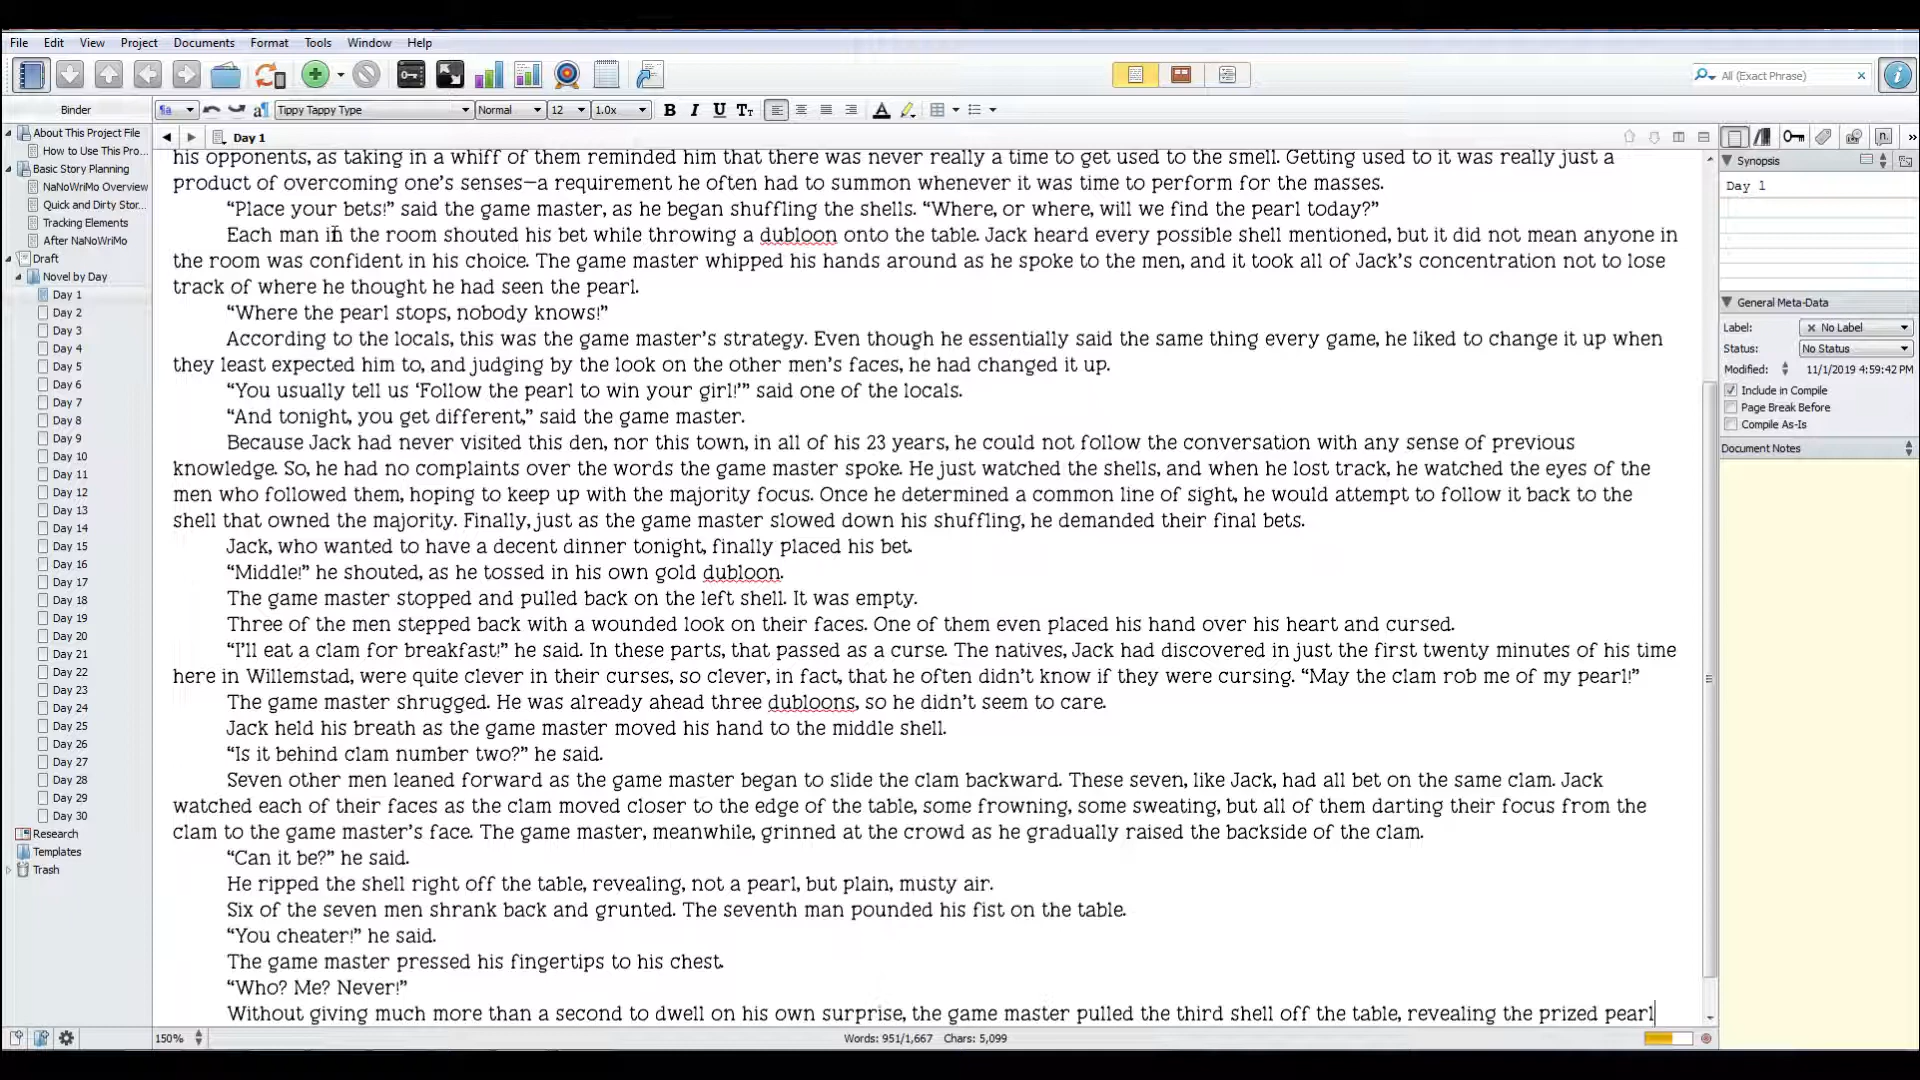 File Edit View Project Documents Format Tools Window Help
All (Exact Phrase)
Binder
Tippy Tappy Type Normal 12 1.0x B I U
Day 1
About This Project File
How to Use This Pro...
Basic Story Planning
NaNoWriMo Overview
Quick and Dirty Stor...
Tracking Elements
After NaNoWriMo
Draft
Novel by Day
Day 1
Day 2
Day 3
Day 4
Day 5
Day 6
Day 7
Day 8
Day 9
Day 10
Day 11
Day 12
Day 13
Day 14
Day 15
Day 16
Day 17
Day 18
Day 19
Day 20
Day 21
Day 22
Day 23
Day 24
Day 25
Day 26
Day 27
Day 28
Day 29
Day 30
Research
Templates
Trash
his opponents, as taking in a whiff of them reminded him that there was never really a time to get used to the smell. Getting used to it was really just a
product of overcoming one’s senses—a requirement he often had to summon whenever it was time to perform for the masses.
“Place your bets!” said the game master, as he began shuffling the shells. “Where, or where, will we find the pearl today?”
Each man in the room shouted his bet while throwing a dubloon onto the table. Jack heard every possible shell mentioned, but it did not mean anyone in
the room was confident in his choice. The game master whipped his hands around as he spoke to the men, and it took all of Jack’s concentration not to lose
track of where he thought he had seen the pearl.
“Where the pearl stops, nobody knows!”
According to the locals, this was the game master’s strategy. Even though he essentially said the same thing every game, he liked to change it up when
they least expected him to, and judging by the look on the other men’s faces, he had changed it up.
“You usually tell us ‘Follow the pearl to win your girl!’” said one of the locals.
“And tonight, you get different,” said the game master.
Because Jack had never visited this den, nor this town, in all of his 23 years, he could not follow the conversation with any sense of previous
knowledge. So, he had no complaints over the words the game master spoke. He just watched the shells, and when he lost track, he watched the eyes of the
men who followed them, hoping to keep up with the majority focus. Once he determined a common line of sight, he would attempt to follow it back to the
shell that owned the majority. Finally, just as the game master slowed down his shuffling, he demanded their final bets.
Jack, who wanted to have a decent dinner tonight, finally placed his bet.
“Middle!” he shouted, as he tossed in his own gold dubloon.
The game master stopped and pulled back on the left shell. It was empty.
Three of the men stepped back with a wounded look on their faces. One of them even placed his hand over his heart and cursed.
“I’ll eat a clam for breakfast!” he said. In these parts, that passed as a curse. The natives, Jack had discovered in just the first twenty minutes of his time
here in Willemstad, were quite clever in their curses, so clever, in fact, that he often didn’t know if they were cursing. “May the clam rob me of my pearl!”
The game master shrugged. He was already ahead three dubloons, so he didn’t seem to care.
Jack held his breath as the game master moved his hand to the middle shell.
“Is it behind clam number two?” he said.
Seven other men leaned forward as the game master began to slide the clam backward. These seven, like Jack, had all bet on the same clam. Jack
watched each of their faces as the clam moved closer to the edge of the table, some frowning, some sweating, but all of them darting their focus from the
clam to the game master’s face. The game master, meanwhile, grinned at the crowd as he gradually raised the backside of the clam.
“Can it be?” he said.
He ripped the shell right off the table, revealing, not a pearl, but plain, musty air.
Six of the seven men shrank back and grunted. The seventh man pounded his fist on the table.
“You cheater!” he said.
The game master pressed his fingertips to his chest.
“Who? Me? Never!”
Without giving much more than a second to dwell on his own surprise, the game master pulled the third shell off the table, revealing the prized pearl
150%
Words: 951/1,667 Chars: 5,099
Synopsis
Day 1
General Meta-Data
Label: No Label
Status: No Status
Modified: 11/1/2019 4:59:42 PM
Include in Compile
Page Break Before
Compile As-Is
Document Notes